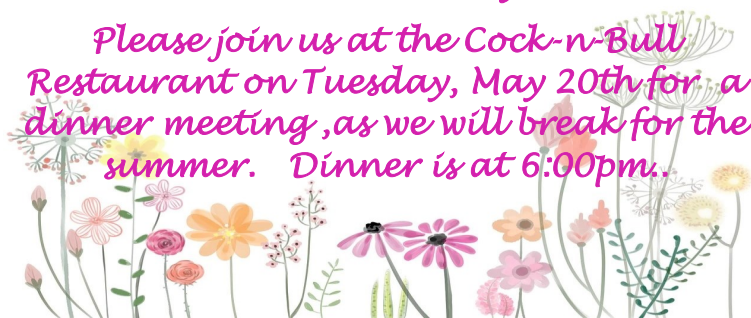 Please join us at the Cock-n-Bull
Restaurant on Tuesday, May 20th for a
dinner meeting ,as we will break for the
summer. Dinner is at 6:00pm..